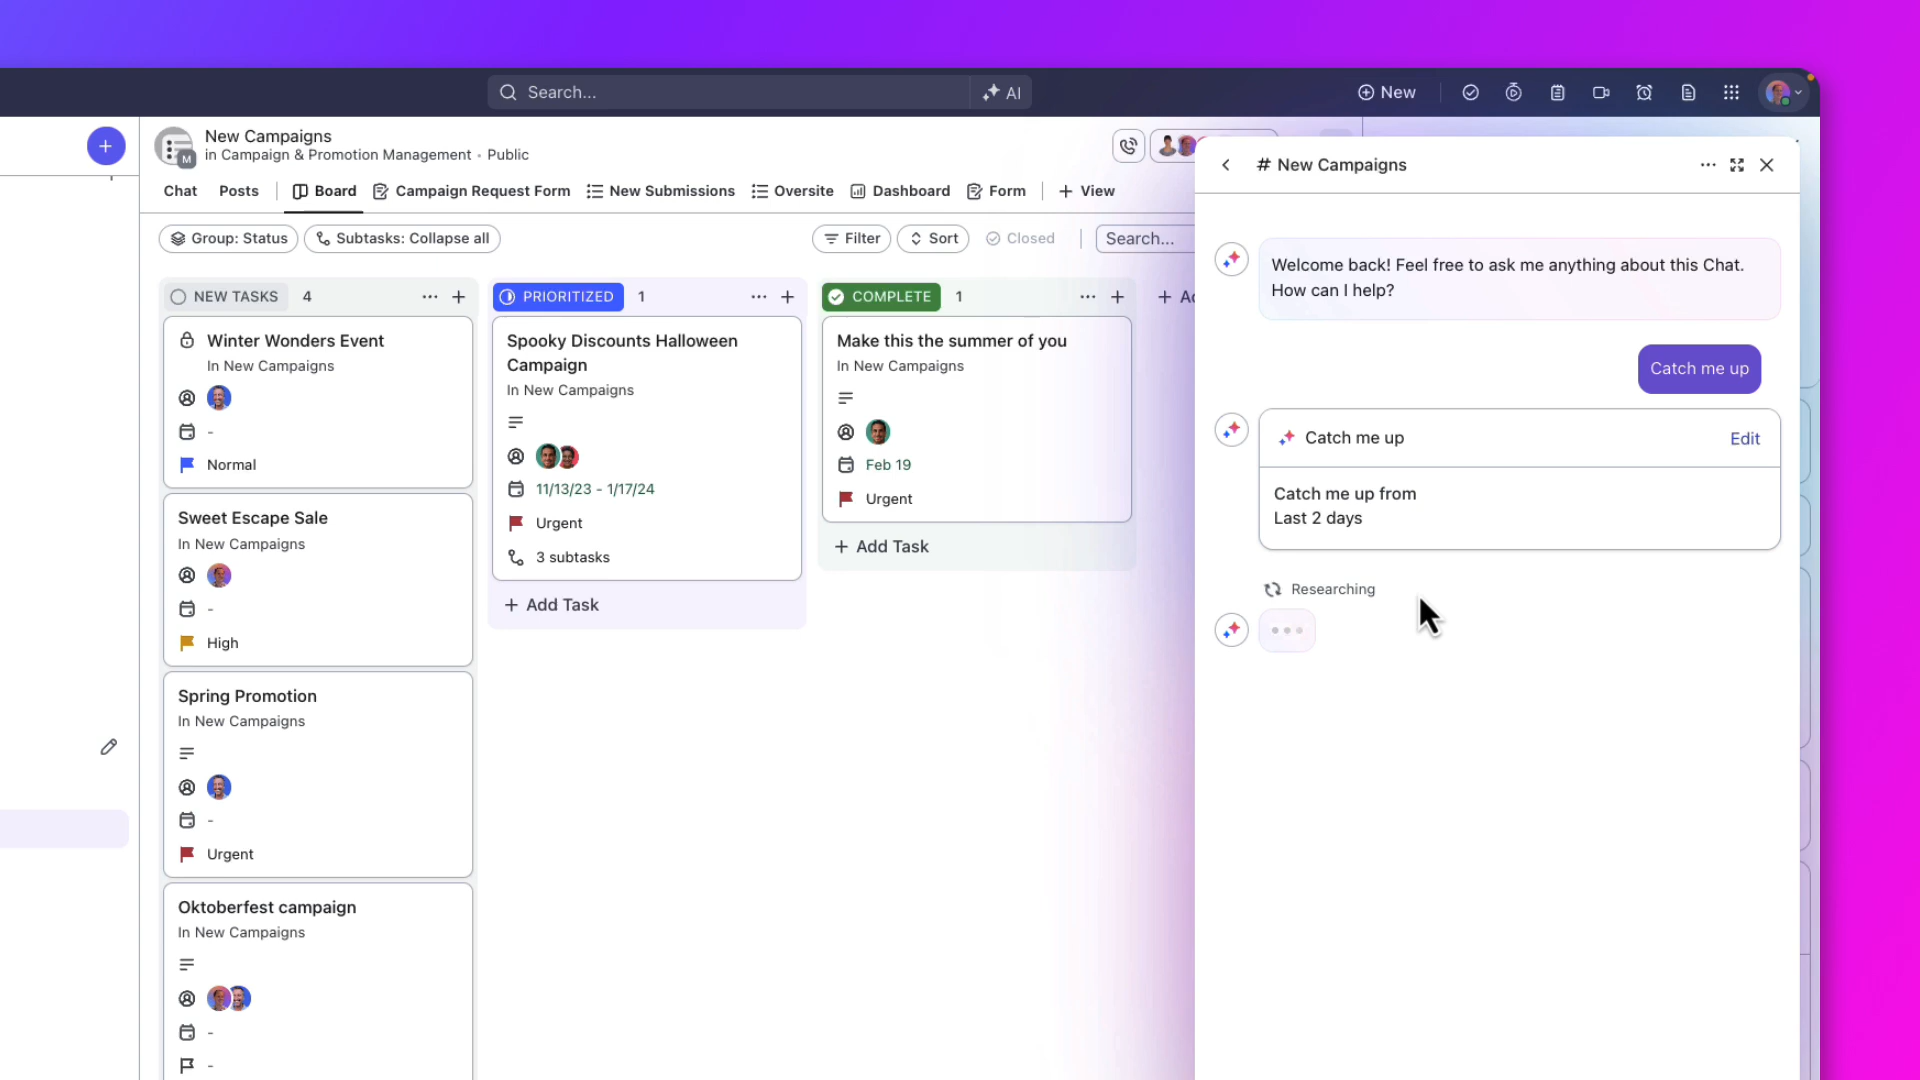 Search...
AI
New
New Campaigns
in Campaign & Promotion Management • Public
M
Chat
Posts
Board
Campaign Request Form
New Submissions
Oversite
Dashboard
Form
+ View
Group: Status
Subtasks: Collapse all
Filter
Sort
Closed
Search...
NEW TASKS 4
Winter Wonders Event
In New Campaigns
-
Normal
Sweet Escape Sale
In New Campaigns
-
High
Spring Promotion
In New Campaigns
-
Urgent
Oktoberfest campaign
In New Campaigns
-
-
PRIORITIZED 1
Spooky Discounts Halloween
Campaign
In New Campaigns
11/13/23 - 1/17/24
Urgent
3 subtasks
+ Add Task
COMPLETE 1
Make this the summer of you
In New Campaigns
Feb 19
Urgent
+ Add Task
# New Campaigns
Welcome back! Feel free to ask me anything about this Chat.
How can I help?
Catch me up
Catch me up
Edit
Catch me up from
Last 2 days
Researching